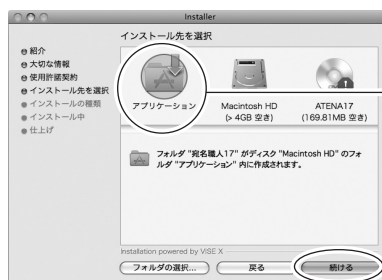 Installer
インストール先を選択
紹介
大切な情報
使用許諾契約
インストール先を選択
インストールの種類
インストール中
仕上げ
アプリケーション
Macintosh HD
(> 4GB 空き)
ATENA17
(169.81MB 空き)
フォルダ "宛名職人17" がディスク "Macintosh HD" のフォ
ルダ "アプリケーション" 内に作成されます。
Installation powered by VISE X
フォルダの選択...
戻る
続ける